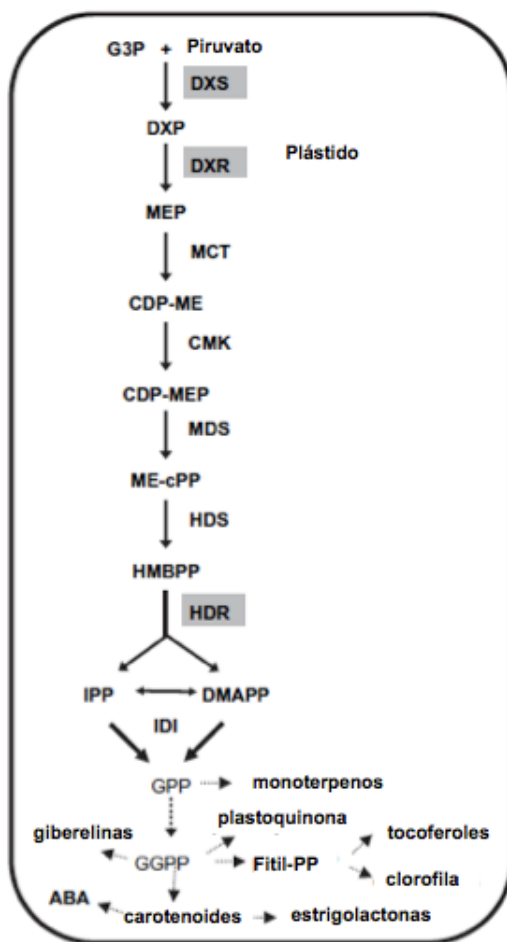 G3P + Piruvato
DXS
DXP
Plástido
DXR
MEP
MCT
CDP-ME
CMK
CDP-MEP
MDS
ME-cPP
HDS
HMBPP
HDR
IPP DMAPP
IDI
GPP monoterpenos
plastoquinona
giberelinas tocoferoles
GGPP Fitil-PP
clorofila
ABA
carotenoides estrigolactonas